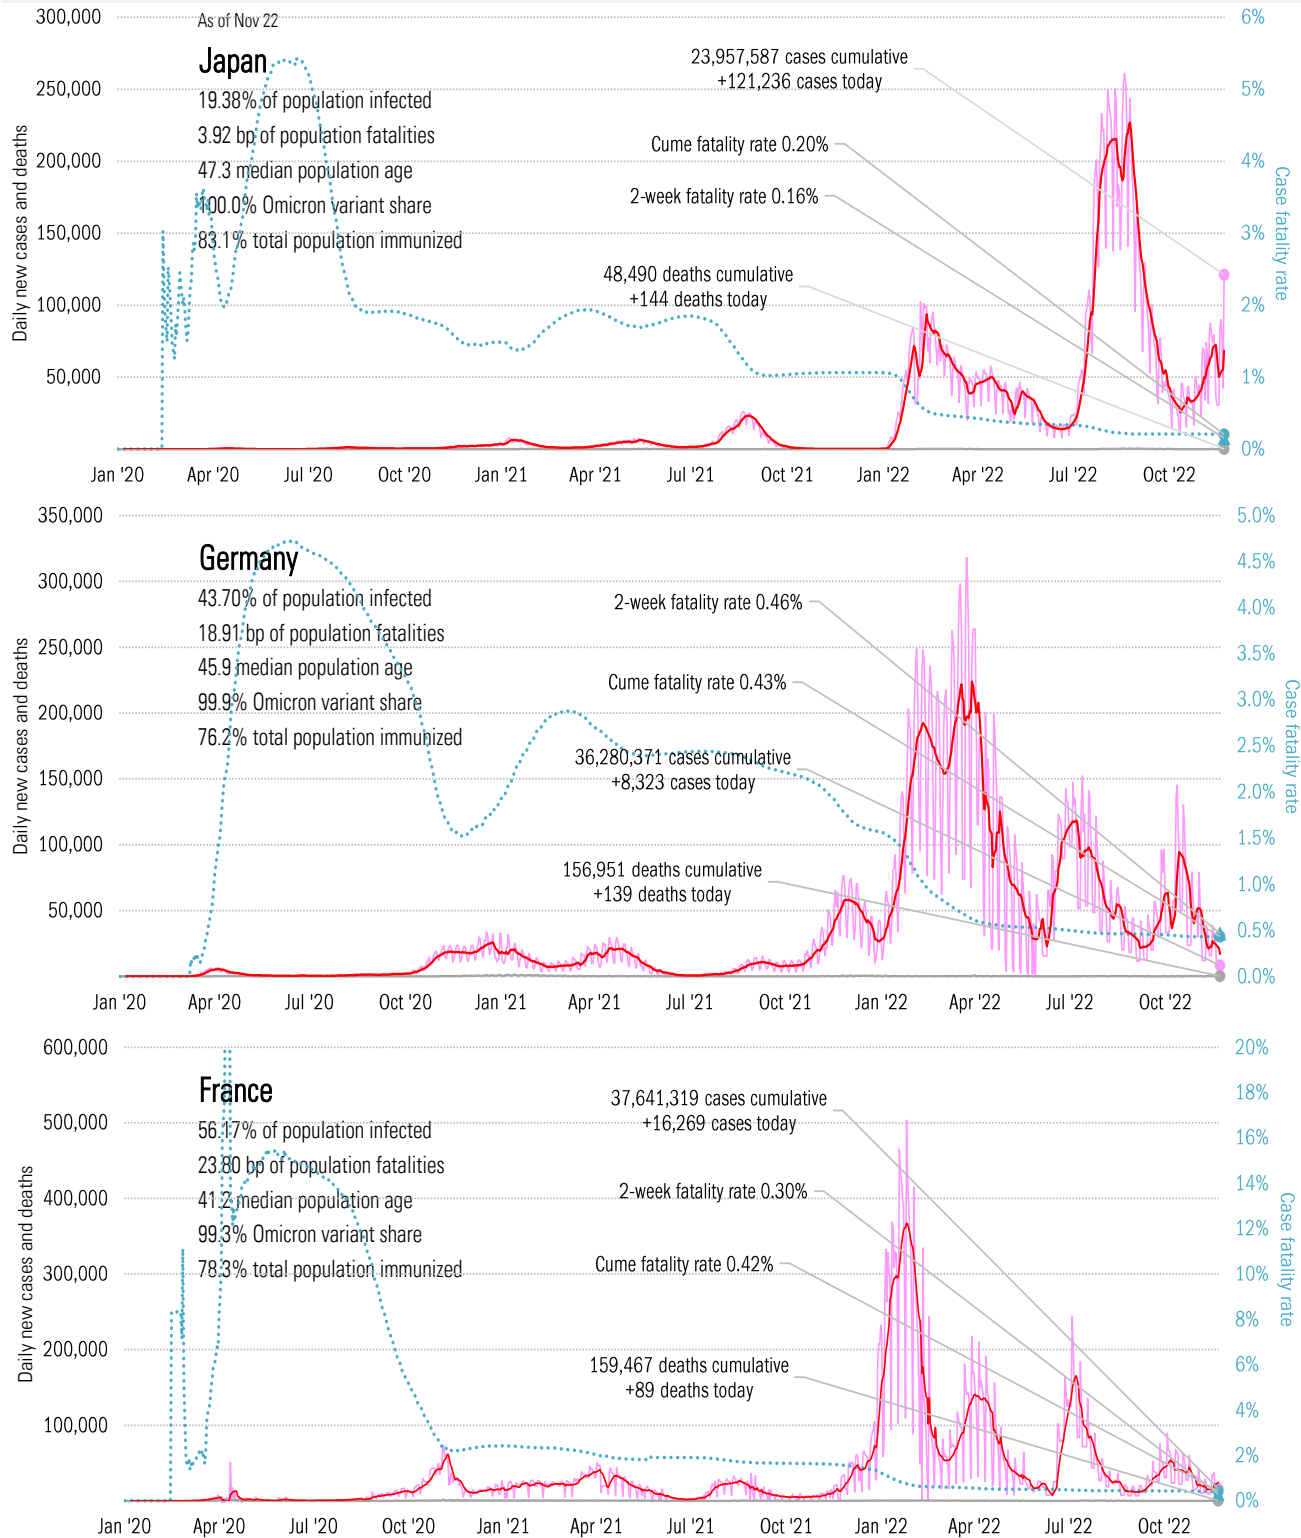 As of Nov 22
Japan
19.38% of population infected
3.92 bp of population fatalities
47.3 median population age
100.0% Omicron variant share
83.1% total population immunized
23,957,587 cases cumulative
+121,236 cases today
Cume fatality rate 0.20%
2-week fatality rate 0.16%
48,490 deaths cumulative
+144 deaths today
Daily new cases and deaths
300,000
250,000
200,000
150,000
100,000
50,000
6%
5%
4%
3%
2%
1%
0%
Case fatality rate
Jan '20 Apr '20 Jul '20 Oct '20 Jan '21 Apr '21 Jul '21 Oct '21 Jan '22 Apr '22 Jul '22 Oct '22
Germany
43.70% of population infected
18.91 bp of population fatalities
45.9 median population age
99.9% Omicron variant share
76.2% total population immunized
2-week fatality rate 0.46%
Cume fatality rate 0.43%
36,280,371 cases cumulative
+8,323 cases today
156,951 deaths cumulative
+139 deaths today
Daily new cases and deaths
350,000
300,000
250,000
200,000
150,000
100,000
50,000
5.0%
4.5%
4.0%
3.5%
3.0%
2.5%
2.0%
1.5%
1.0%
0.5%
0.0%
Case fatality rate
Jan '20 Apr '20 Jul '20 Oct '20 Jan '21 Apr '21 Jul '21 Oct '21 Jan '22 Apr '22 Jul '22 Oct '22
France
56.17% of population infected
23.80 bp of population fatalities
41.2 median population age
99.3% Omicron variant share
78.3% total population immunized
37,641,319 cases cumulative
+16,269 cases today
2-week fatality rate 0.30%
Cume fatality rate 0.42%
159,467 deaths cumulative
+89 deaths today
Daily new cases and deaths
600,000
500,000
400,000
300,000
200,000
100,000
20%
18%
16%
14%
12%
10%
8%
6%
4%
2%
0%
Case fatality rate
Jan '20 Apr '20 Jul '20 Oct '20 Jan '21 Apr '21 Jul '21 Oct '21 Jan '22 Apr '22 Jul '22 Oct '22